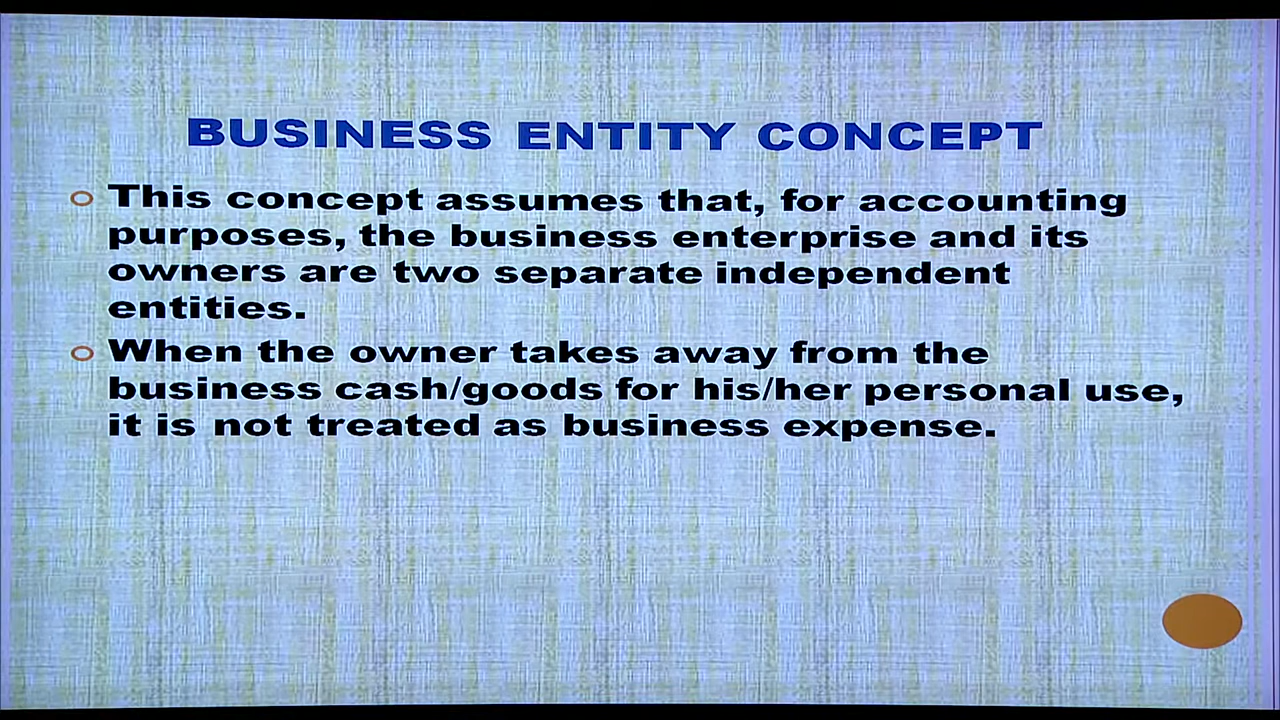 BUSINESS ENTITY CONCEPT
This concept assumes that, for accounting
purposes, the business enterprise and its
owners are two separate independent
entities.
When the owner takes away from the
business cash/goods for his/her personal use,
it is not treated as business expense.